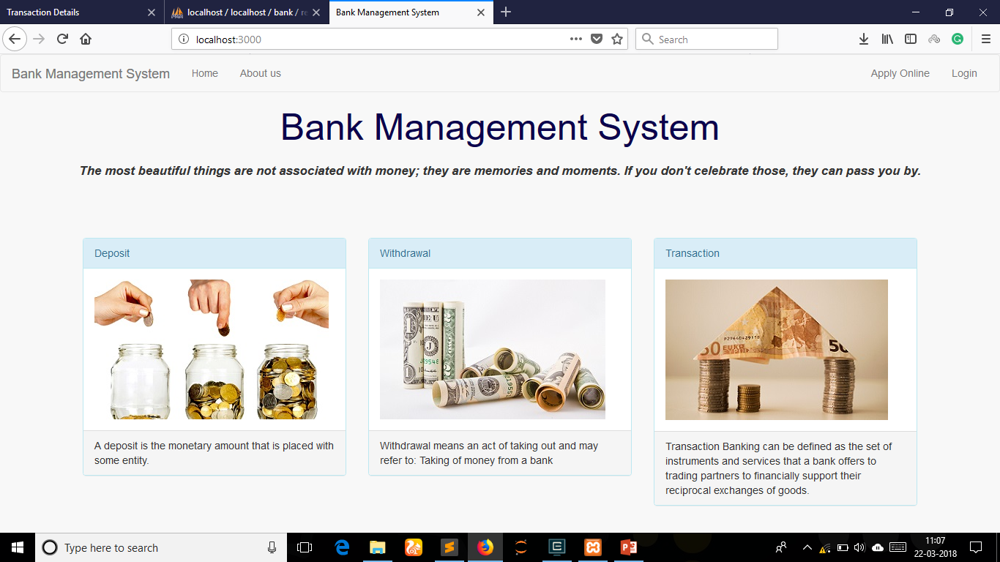 Transaction Details
localhost / localhost / bank / re
Bank Management System
localhost:3000
Search
Bank Management System
Home
About us
Apply Online
Login
Bank Management System
The most beautiful things are not associated with money; they are memories and moments. If you don't celebrate those, they can pass you by.
Deposit
A deposit is the monetary amount that is placed with
some entity.
Withdrawal
Withdrawal means an act of taking out and may
refer to: Taking of money from a bank
Transaction
P29640429118
50 EURO
50
Transaction Banking can be defined as the set of
instruments and services that a bank offers to
trading partners to financially support their
reciprocal exchanges of goods.
Type here to search
11:07
22-03-2018